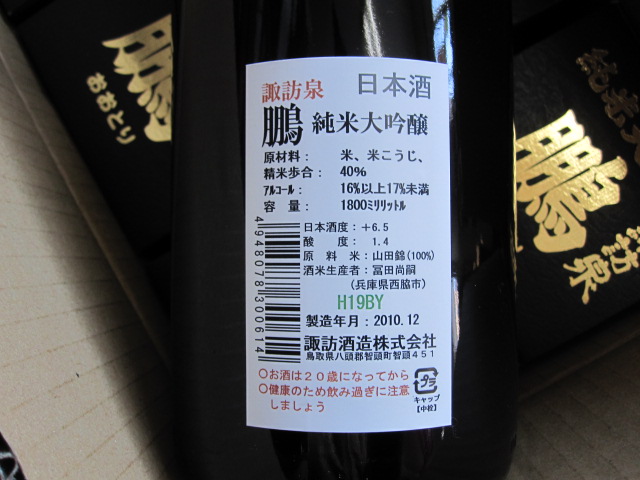 鵬
おおとり
諏訪泉
日本酒
鵬 純米大吟醸
原材料： 米、米こうじ、
精米歩合： 40%
アルコール： 16%以上17%未満
容 量： 1800ミリリットル
日本酒度：＋6.5
酸 度： 1.4
原 料 米：山田錦(100%)
酒米生産者：冨田尚嗣
(兵庫県西脇市)
H19BY
製造年月：2010.12
諏訪酒造株式会社
鳥取県八頭郡智頭町智頭451
4948078300614
○お酒は20歳になってから
○健康のため飲み過ぎに注意
しましょう
プラ
キャップ
【中栓】
純米大
鵬
諏訪泉